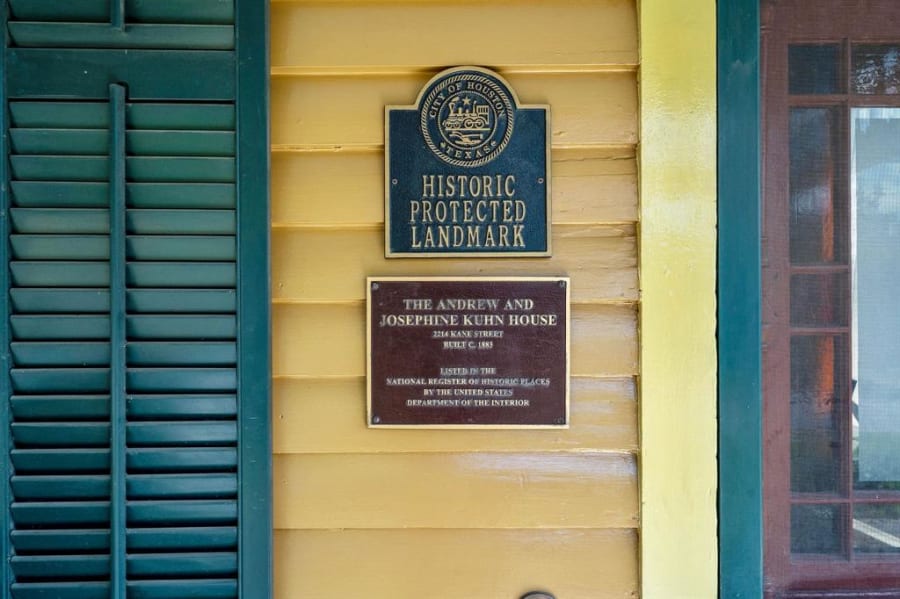 CITY OF HOUSTON
TEXAS
HISTORIC
PROTECTED
LANDMARK
THE ANDREW AND
JOSEPHINE KUHN HOUSE
2214 KANE STREET
BUILT C. 1885
LISTED IN THE
NATIONAL REGISTER OF HISTORIC PLACES
BY THE UNITED STATES
DEPARTMENT OF THE INTERIOR